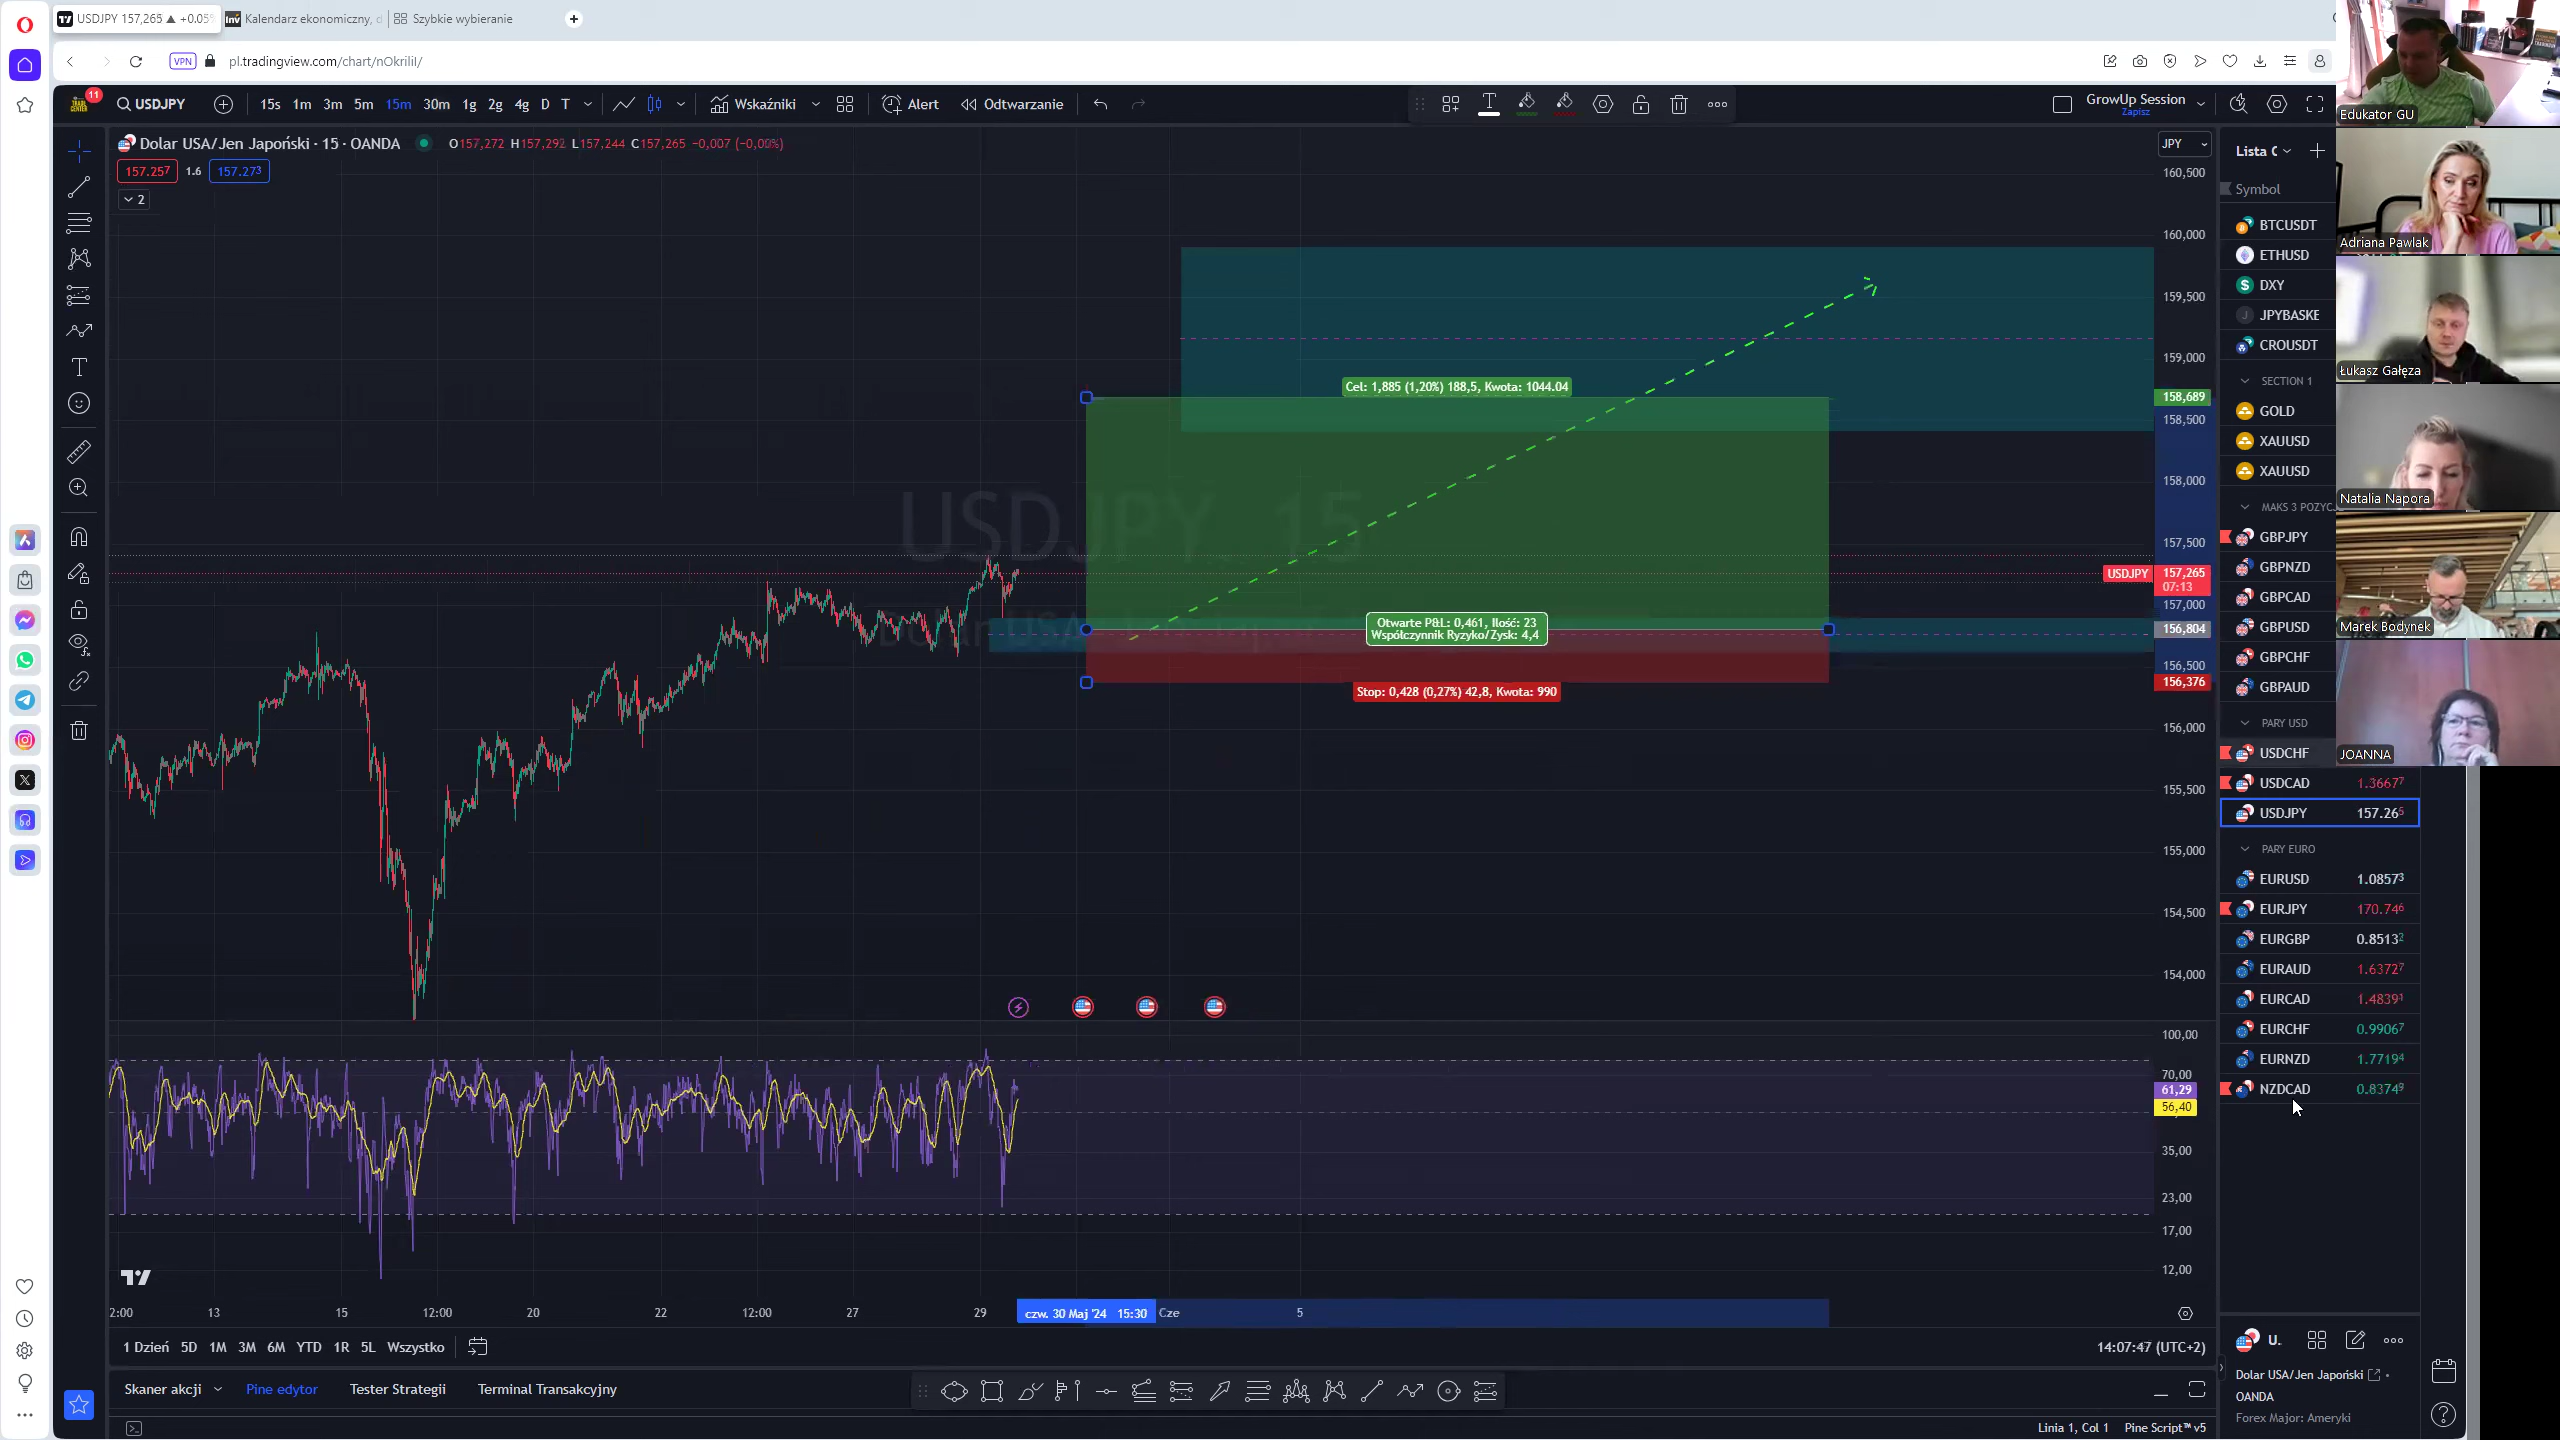 USDJPY 157,265 ▲ +0.05%
Kalendarz ekonomiczny, d
Szybkie wybieranie
VPN
pl.tradingview.com/chart/nOkriliI/
11
USDJPY
15s 1m 3m 5m 15m 30m 1g 2g 4g D T
Wskaźniki
Alert
Odtwarzanie
GrowUp Session
Zapisz
Dolar USA/Jen Japoński · 15 · OANDA
O157,272 H157,292 L157,244 C157,265 −0,007 (−0,00%)
157.257 1.6 157.273
2
JPY
160,500
160,000
159,500
159,000
158,689
158,500
158,000
157,500
USDJPY 157,265
07:13
157,000
156,804
156,500
156,376
156,000
155,500
155,000
154,500
154,000
USDJPY, 15
Cel: 1,885 (1,20%) 188,5, Kwota: 1044.04
Otwarte P&L: 0,461, Ilość: 23
Współczynnik Ryzyko/Zysk: 4,4
Stop: 0,428 (0,27%) 42,8, Kwota: 990
100,00
70,00
61,29
56,40
35,00
23,00
17,00
12,00
2:00 13 15 12:00 20 22 12:00 27 29 czw. 30 Maj '24 15:30 Cze 5
1 Dzień 5D 1M 3M 6M YTD 1R 5L Wszystko
14:07:47 (UTC+2)
Skaner akcji
Pine edytor
Tester Strategii
Terminal Transakcyjny
Linia 1, Col 1 Pine Script™ v5
Lista O
Symbol
BTCUSDT
ETHUSD
DXY
JPYBASKE
CROUSDT
SECTION 1
GOLD
XAUUSD
XAUUSD
MAKS 3 POZYCJ
GBPJPY
GBPNZD
GBPCAD
GBPUSD
GBPCHF
GBPAUD
PARY USD
USDCHF
USDCAD 1.36677
USDJPY 157.265
PARY EURO
EURUSD 1.08573
EURJPY 170.746
EURGBP 0.85132
EURAUD 1.63727
EURCAD 1.48391
EURCHF 0.99067
EURNZD 1.77194
NZDCAD 0.83749
U.
Dolar USA/Jen Japoński
OANDA
Forex Major: Ameryki
Edukator GU
Adriana Pawlak
Łukasz Gałęza
Natalia Napora
Marek Bodynek
JOANNA